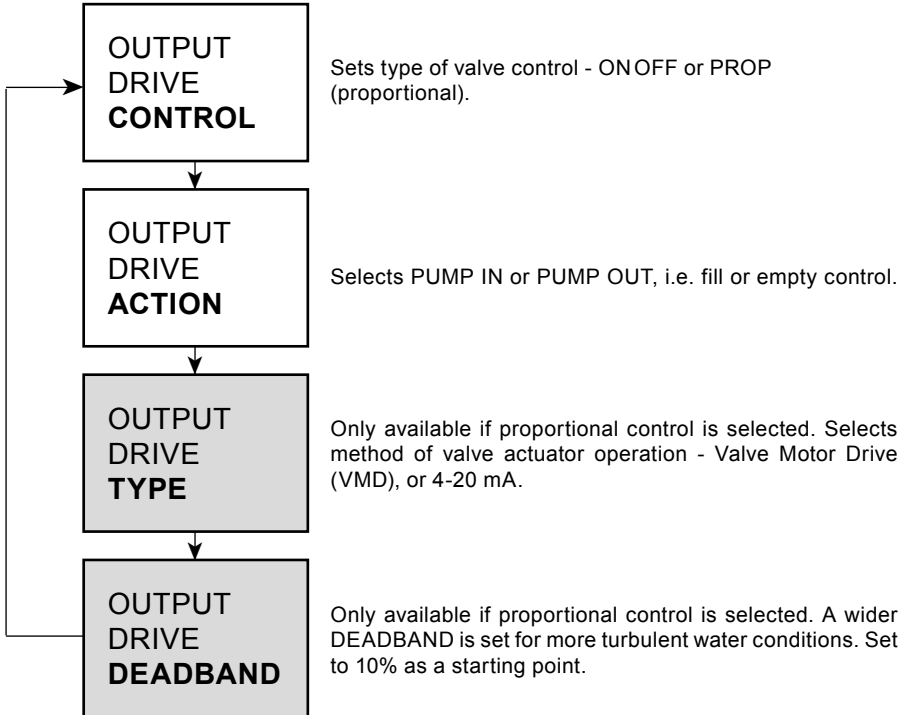 OUTPUT
DRIVE
CONTROL
Sets type of valve control - ON OFF or PROP
(proportional).
OUTPUT
DRIVE
ACTION
Selects PUMP IN or PUMP OUT, i.e. fill or empty control.
OUTPUT
DRIVE
TYPE
Only available if proportional control is selected. Selects
method of valve actuator operation - Valve Motor Drive
(VMD), or 4-20 mA.
OUTPUT
DRIVE
DEADBAND
Only available if proportional control is selected. A wider
DEADBAND is set for more turbulent water conditions. Set
to 10% as a starting point.